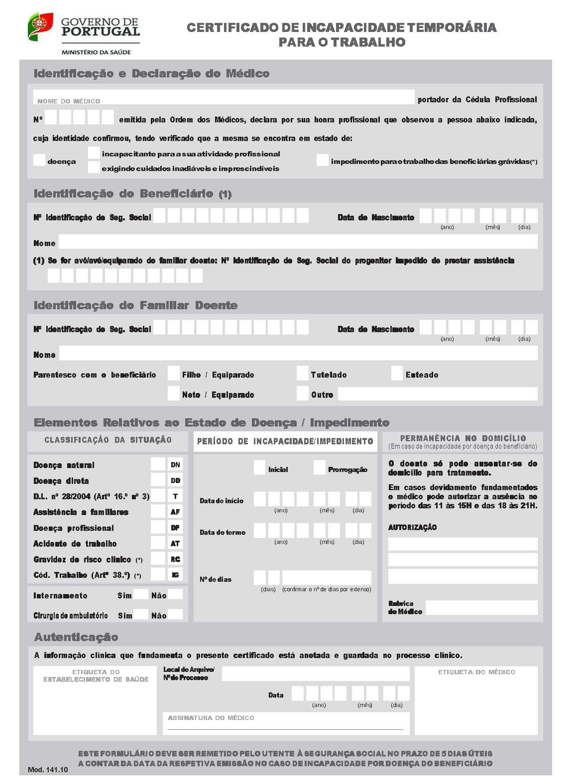 GOVERNO DE
PORTUGAL
MINISTÉRIO DA SAÚDE
CERTIFICADO DE INCAPACIDADE TEMPORÁRIA
PARA O TRABALHO
Identificação e Declaração do Médico
NOME DO MÉDICO
portador da Cédula Profissional
Nº emitida pela Ordem dos Médicos, declara por sua honra profissional que observou a pessoa abaixo indicada,
cuja identidade confirmou, tendo verificado que a mesma se encontra em estado de:
doença
incapacitante para a sua atividade profissional
exigindo cuidados inadiáveis e imprescindíveis
impedimento para o trabalho das beneficiárias grávidas(*)
Identificação do Beneficiário (1)
Nº Identificação de Seg. Social
Data de Nascimento
(ano) (mês) (dia)
Nome
(1) Se for avô/avó/equiparado de familiar doente: Nº Identificação de Seg. Social do progenitor impedido de prestar assistência
Identificação do Familiar Doente
Nº Identificação de Seg. Social
Data de Nascimento
(ano) (mês) (dia)
Nome
Parentesco com o beneficiário Filho / Equiparado Tutelado Enteado
Neto / Equiparado Outro
Elementos Relativos ao Estado de Doença / Impedimento
CLASSIFICAÇÃO DA SITUAÇÃO
Doença natural DN
Doença direta DD
D.L. nº 28/2004 (Artº 16.º nº 3) T
Assistência a familiares AF
Doença profissional DP
Acidente de trabalho AT
Gravidez de risco clínico (*) RC
Cód. Trabalho (Artº 38.º) (*) IG
Internamento Sim Não
Cirurgia de ambulatório Sim Não
PERÍODO DE INCAPACIDADE/IMPEDIMENTO
Inicial Prorrogação
Data do início
(ano) (mês) (dia)
Data do termo
(ano) (mês) (dia)
Nº de dias
(dias) (confirmar o nº de dias por extenso)
PERMANÊNCIA NO DOMICÍLIO
(Em caso de incapacidade por doença do beneficiário)
O doente só pode ausentar-se do
domicílio para tratamento.
Em casos devidamente fundamentados
o médico pode autorizar a ausência no
período das 11 às 15H e das 18 às 21H.
AUTORIZAÇÃO
Rubrica
do Médico
Autenticação
A informação clínica que fundamenta o presente certificado está anotada e guardada no processo clínico.
ETIQUETA DO
ESTABELECIMENTO DE SAÚDE
Local de Arquivo/
Nº de Processo
Data
(ano) (mês) (dia)
ASSINATURA DO MÉDICO
ETIQUETA DO MÉDICO
ESTE FORMULÁRIO DEVE SER REMETIDO PELO UTENTE À SEGURANÇA SOCIAL NO PRAZO DE 5 DIAS ÚTEIS
A CONTAR DA DATA DA RESPETIVA EMISSÃO NO CASO DE INCAPACIDADE POR DOENÇA DO BENEFICIÁRIO
Mod. 141.10